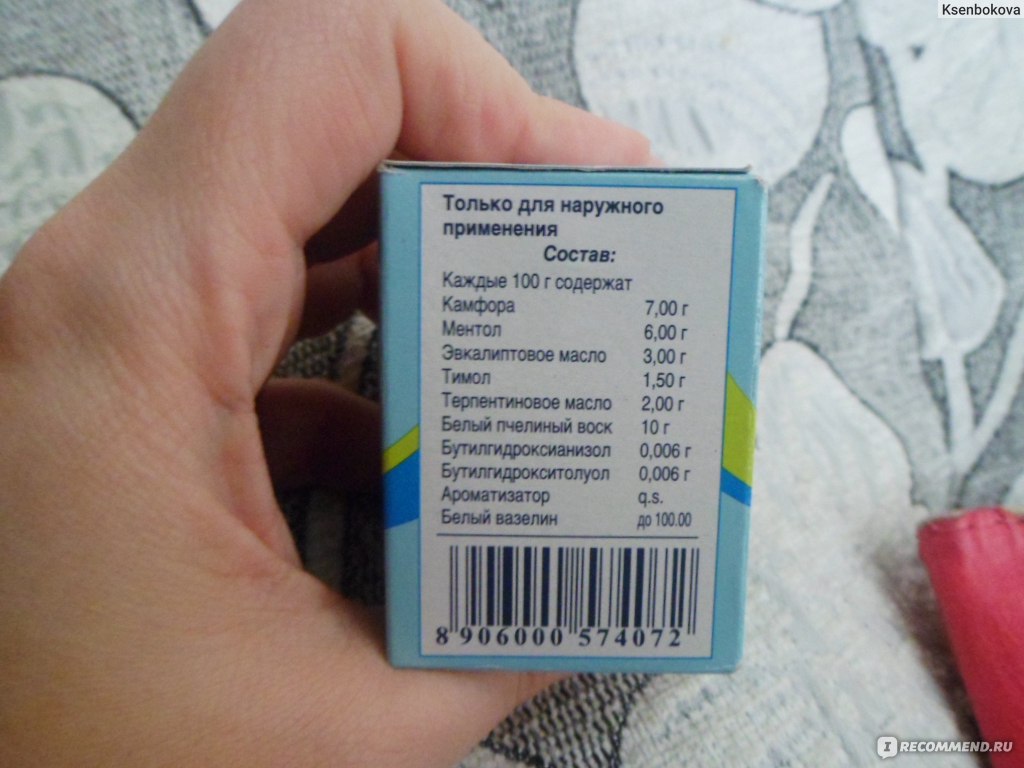 Ksenbokova
Только для наружного
применения
Состав:
Каждые 100 г содержат
Камфора 7,00 г
Ментол 6,00 г
Эвкалиптовое масло 3,00 г
Тимол 1,50 г
Терпентиновое масло 2,00 г
Белый пчелиный воск 10 г
Бутилгидроксианизол 0,006 г
Бутилгидрокситолуол 0,006 г
Ароматизатор q.s.
Белый вазелин до 100.00
8 906000 574072
IRECOMMEND.RU